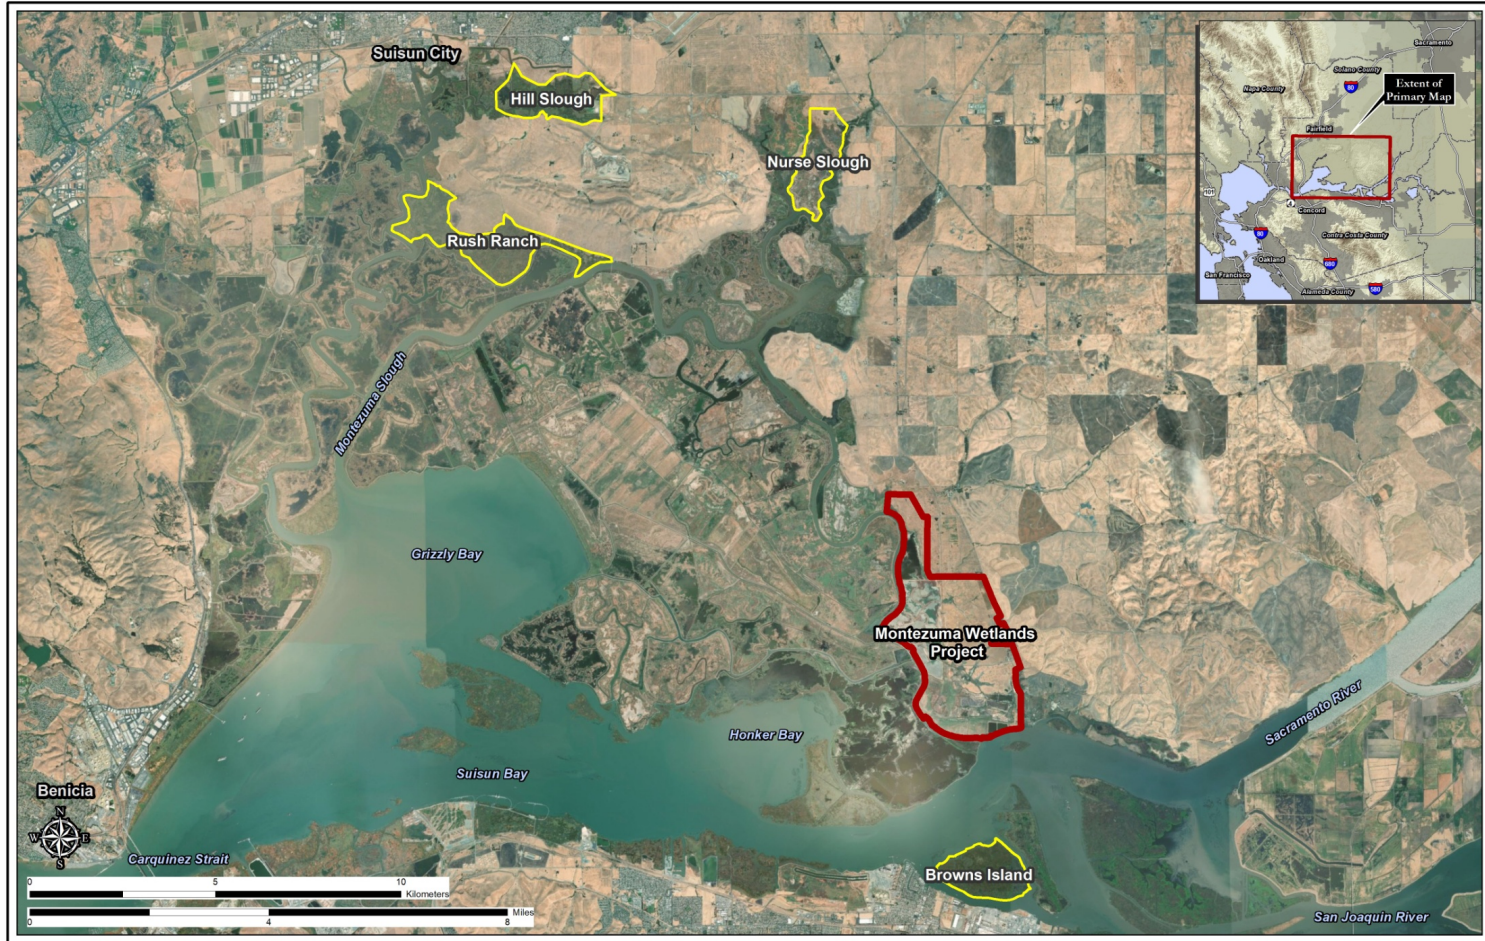 Suisun City
Hill Slough
Nurse Slough
Rush Ranch
Montezuma Slough
Grizzly Bay
Montezuma Wetlands
Project
Honker Bay
Suisun Bay
Sacramento River
Benicia
N
W
E
S
Carquinez Strait
Browns Island
San Joaquin River
0
5
10
Kilometers
Miles
0
4
8
Sacramento
Solano County
Napa County
80
Extent of
Primary Map
Fairfield
101
4
Concord
Contra Costa County
80
Oakland
680
San Francisco
Alameda County
580